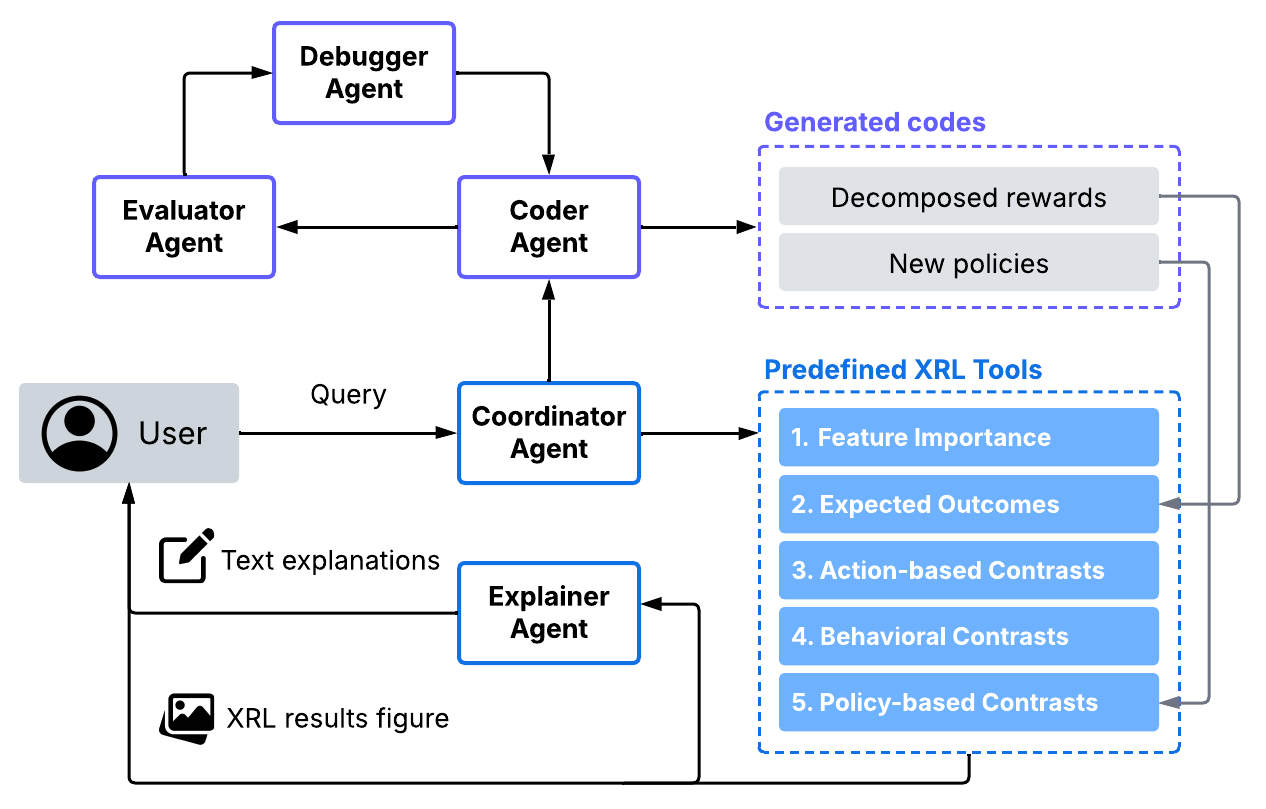 Debugger
Agent
Generated codes
Evaluator
Agent
Coder
Agent
Decomposed rewards
New policies
Query
User
Coordinator
Agent
Predefined XRL Tools
1. Feature Importance
2. Expected Outcomes
3. Action-based Contrasts
4. Behavioral Contrasts
5. Policy-based Contrasts
Text explanations
Explainer
Agent
XRL results figure